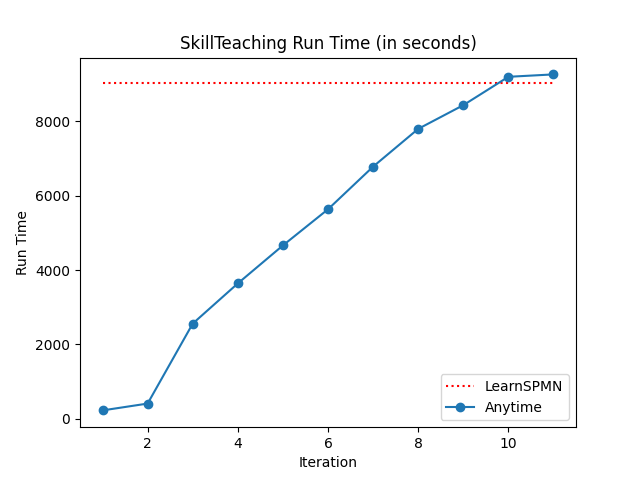 SkillTeaching Run Time (in seconds)
Run Time
8000
6000
4000
2000
0
2
4
6
8
10
Iteration
LearnSPMN
Anytime